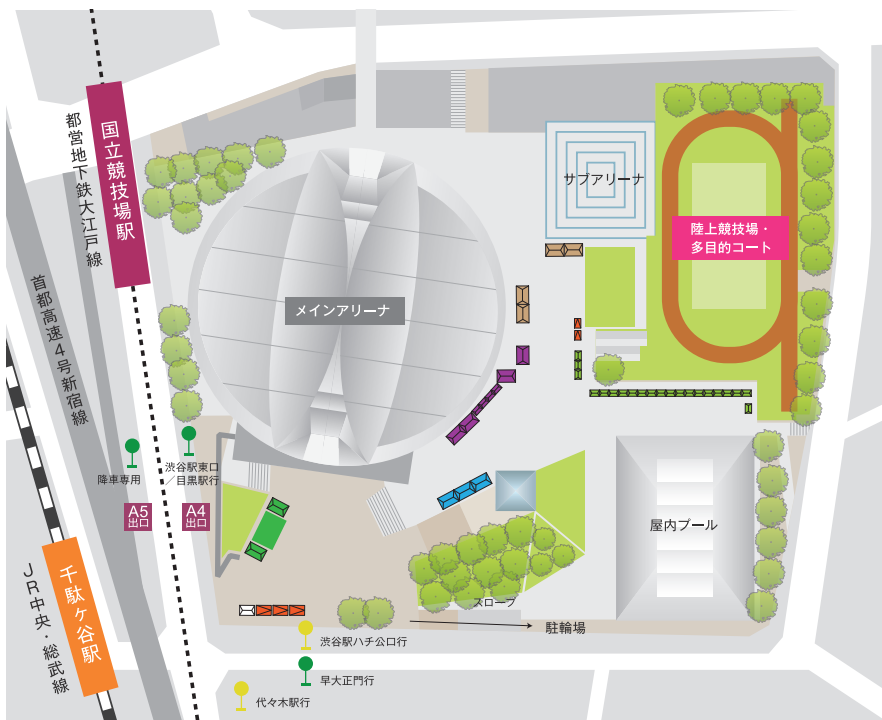 国立競技場駅
都営地下鉄大江戸線
首都高速4号新宿線
サブアリーナ
陸上競技場・
多目的コート
メインアリーナ
降車専用
渋谷駅東口
／目黒駅行
A5
出口
A4
出口
屋内プール
千駄ヶ谷駅
JR中央・総武線
スロープ
駐輪場
渋谷駅ハチ公口行
早大正門行
代々木駅行